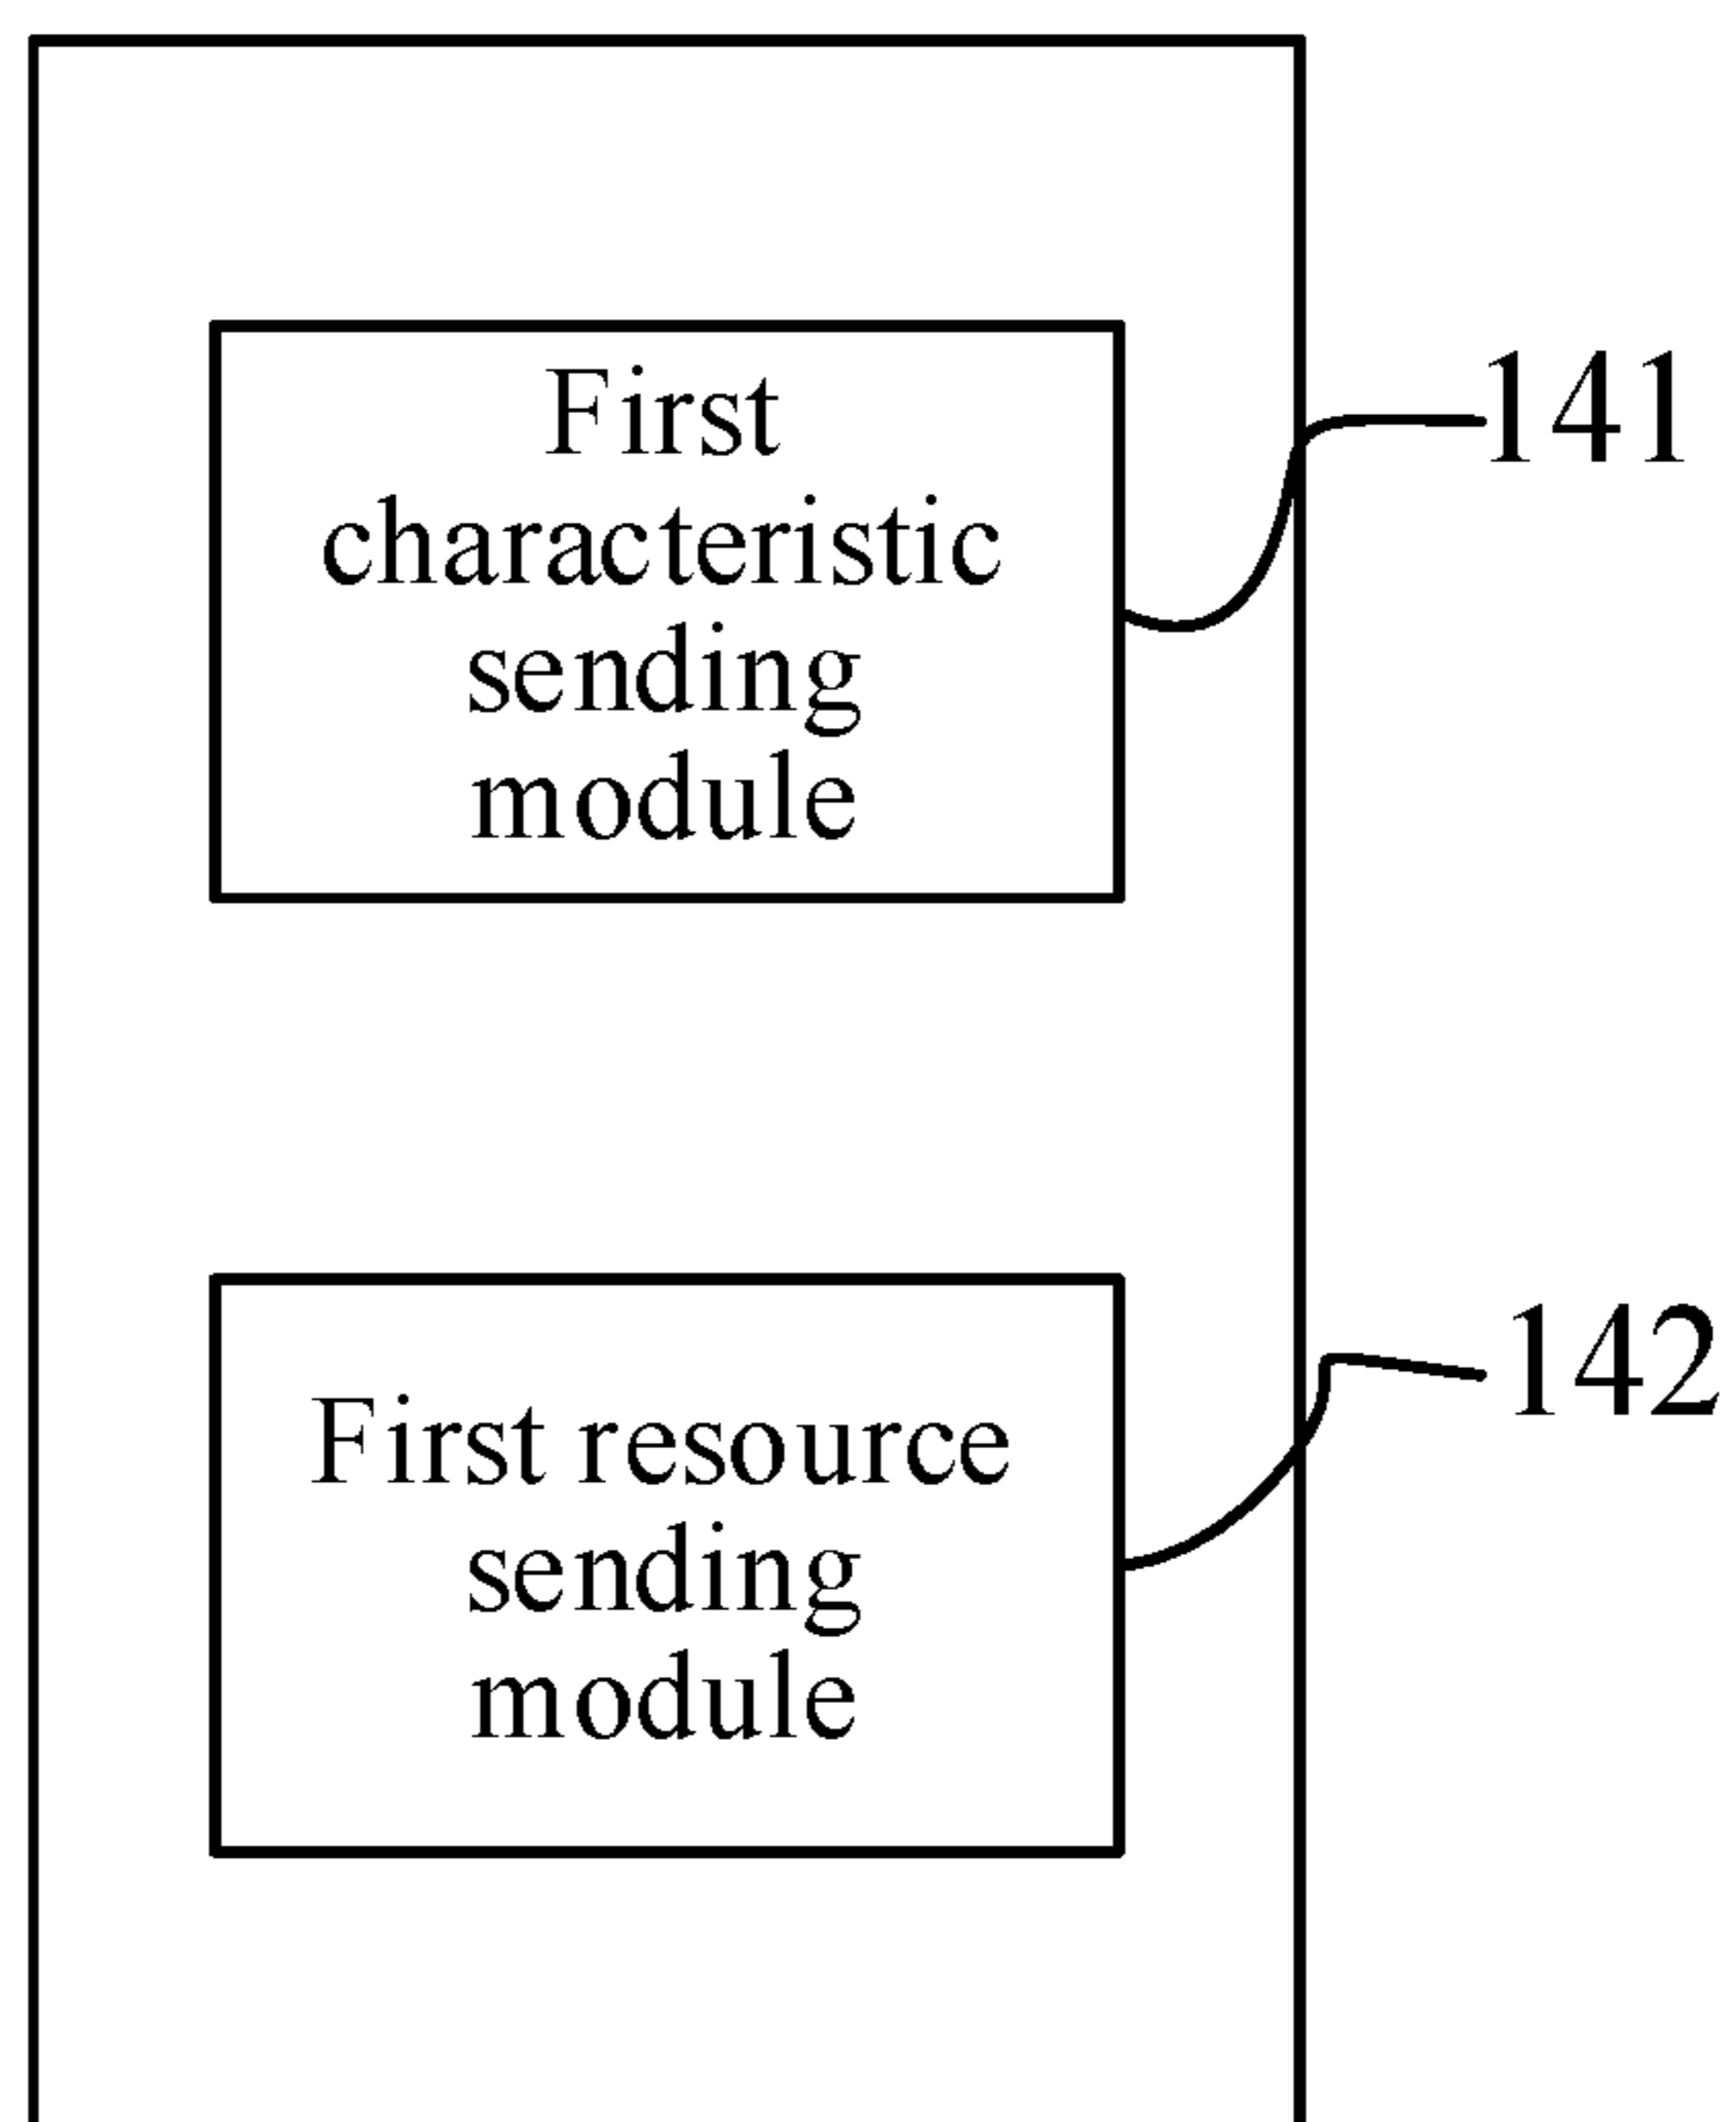 First
characteristic
sending
module
141
First resource
sending
module
142